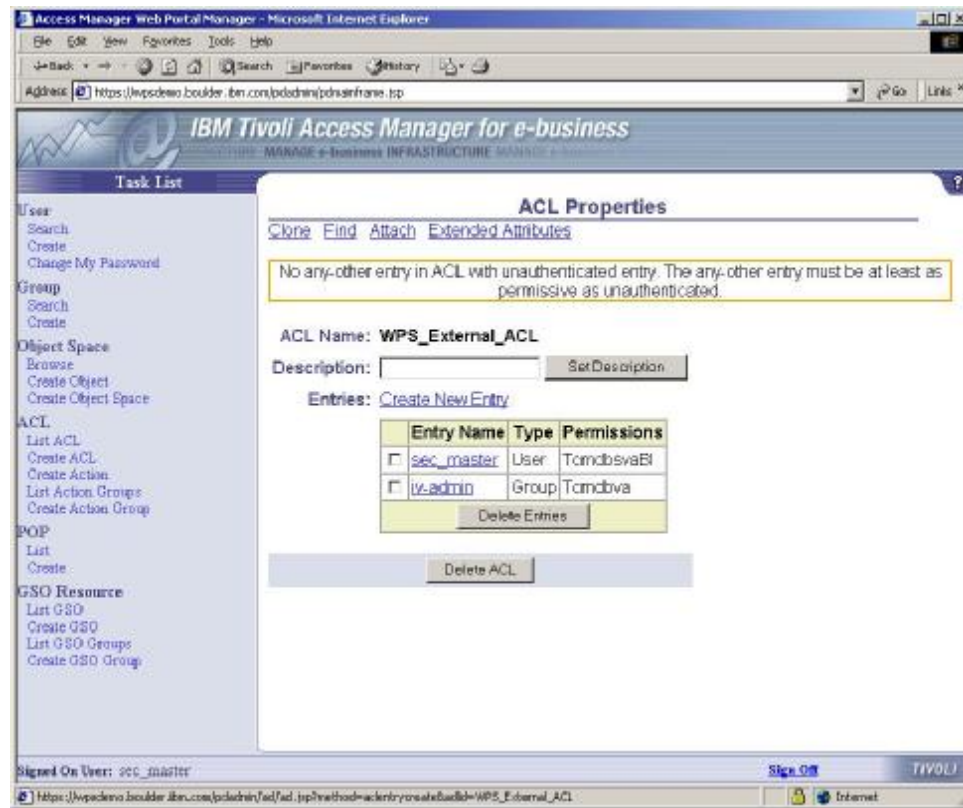 Access Manager Web Portal Manager - Microsoft Internet Explorer
File Edit View Favorites Tools Help
Back Search Favorites History
Address https://wpsdemo.boulder.ibm.com/pdadmin/pdmainframe.jsp Go Links
IBM Tivoli Access Manager for e-business
MANAGE e-business INFRASTRUCTURE
Task List
?
User
Search
Create
Change My Password
Group
Search
Create
Object Space
Browse
Create Object
Create Object Space
ACL
List ACL
Create ACL
Create Action
List Action Groups
Create Action Group
POP
List
Create
GSO Resource
List GSO
Create GSO
List GSO Groups
Create GSO Group
ACL Properties
Clone Find Attach Extended Attributes
No any-other entry in ACL with unauthenticated entry. The any-other entry must be at least as
permissive as unauthenticated.
ACL Name: WPS_External_ACL
Description: Set Description
Entries: Create New Entry
Entry Name Type Permissions
sec_master User TcmdbsvaBl
iv-admin Group Tcmdbva
Delete Entries
Delete ACL
Signed On User: sec_master Sign Off TIVOLI
https://wpsdemo.boulder.ibm.com/pdadmin/ad/ad.jsp?method=aclentrycreate&aclId=WPS_External_ACL Internet